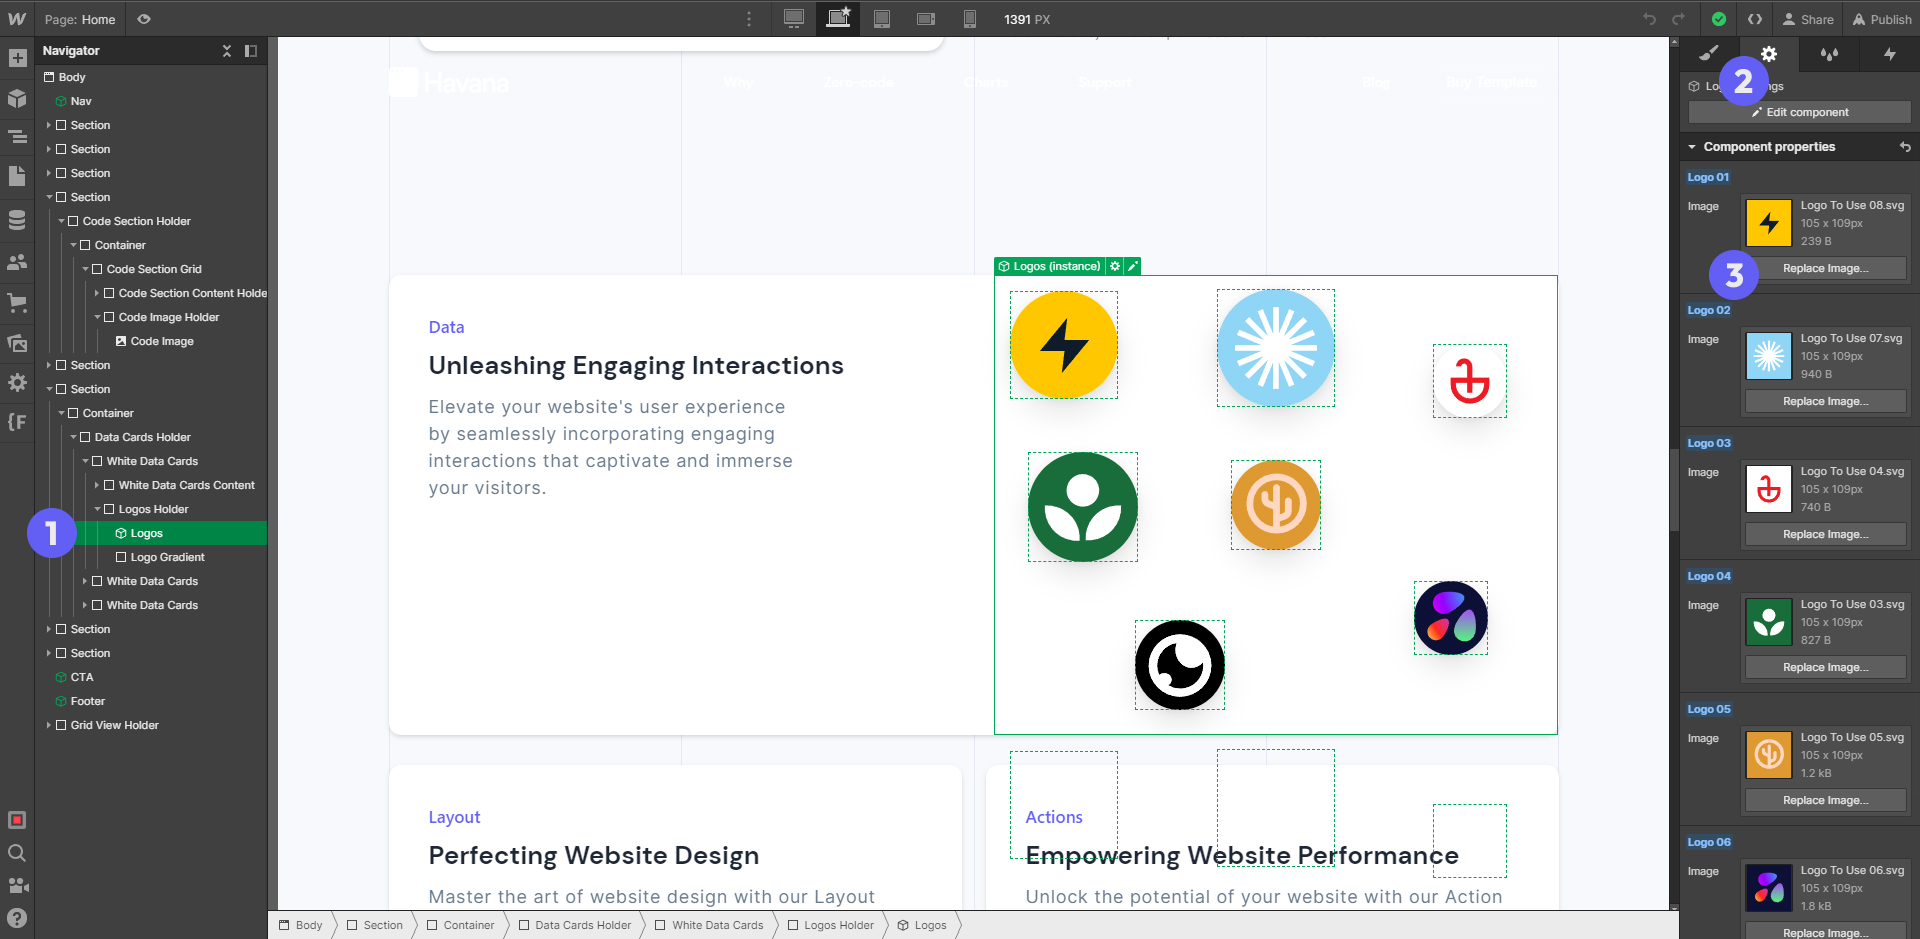 Page: Home
1391 PX
Share
Publish
Navigator
Body
Nav
Section
Section
Section
Section
Code Section Holder
Container
Code Section Grid
Code Section Content Holde
Code Image Holder
Code Image
Section
Section
Container
Data Cards Holder
White Data Cards
White Data Cards Content
Logos Holder
1
Logos
Logo Gradient
White Data Cards
White Data Cards
Section
Section
CTA
Footer
Grid View Holder
Havana
Why
Zero-code
Charts
Support
Blog
Buy Template
Logos (instance)
Data
Unleashing Engaging Interactions
Elevate your website's user experience
by seamlessly incorporating engaging
interactions that captivate and immerse
your visitors.
Layout
Perfecting Website Design
Master the art of website design with our Layout
Actions
Empowering Website Performance
Unlock the potential of your website with our Action
Body
Section
Container
Data Cards Holder
White Data Cards
Logos Holder
Logos
2
Edit component
Component properties
Logo 01
Image
Logo To Use 08.svg
105 x 109px
239 B
3
Replace Image...
Logo 02
Image
Logo To Use 07.svg
105 x 109px
940 B
Replace Image...
Logo 03
Image
Logo To Use 04.svg
105 x 109px
740 B
Replace Image...
Logo 04
Image
Logo To Use 03.svg
105 x 109px
827 B
Replace Image...
Logo 05
Image
Logo To Use 05.svg
105 x 109px
1.2 kB
Replace Image...
Logo 06
Image
Logo To Use 06.svg
105 x 109px
1.8 kB
Replace Image...